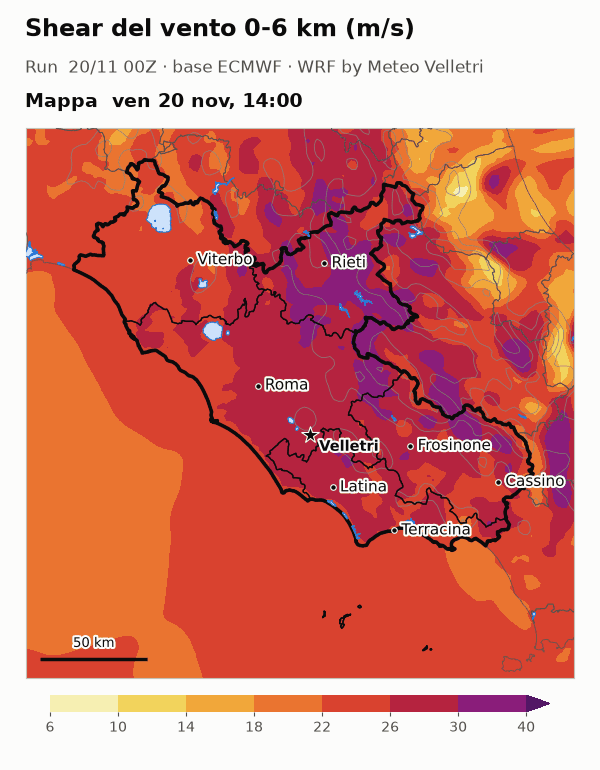 Shear del vento 0-6 km (m/s)
Run  20/11 00Z · base ECMWF · WRF by Meteo Velletri
Mappa  ven 20 nov, 14:00
Viterbo
Rieti
Roma
Velletri
Frosinone
Latina
Cassino
Terracina
50 km
6 10 14 18 22 26 30 40